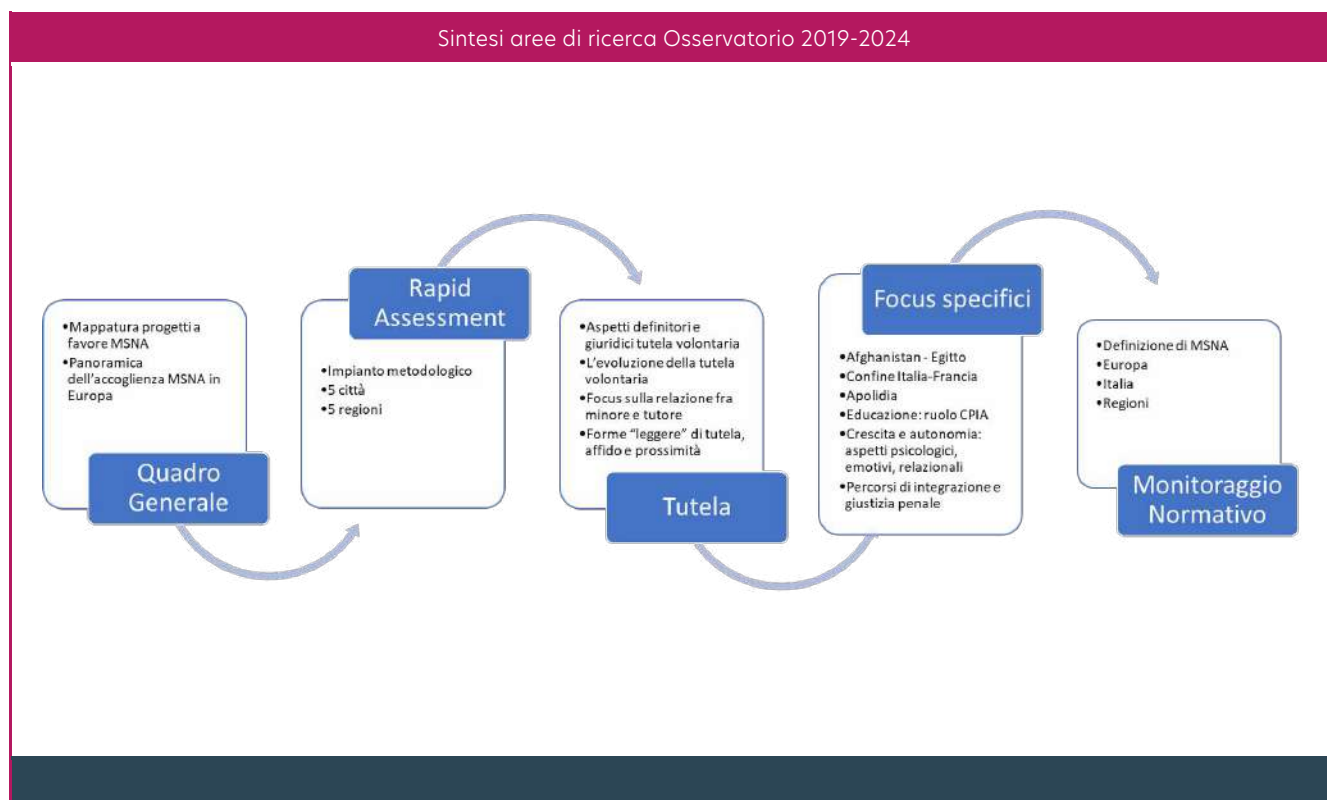 Sintesi aree di ricerca Osservatorio 2019-2024
•Mappatura progetti a
favore MSNA
•Panoramica
dell'accoglienza MSNA in
Europa
Quadro
Generale
Rapid
Assessment
•Impianto metodologico
•5 città
•5 regioni
•Aspetti definitori e
giuridici tutela volontaria
•L'evoluzione della tutela
volontaria
•Focus sulla relazione fra
minore e tutore
•Forme “leggere” di tutela,
affido e prossimità
Tutela
Focus specifici
•Afghanistan - Egitto
•Confine Italia-Francia
•Apolidia
•Educazione: ruolo CPIA
•Crescita e autonomia:
aspetti psicologici,
emotivi, relazionali
•Percorsi di integrazione e
giustizia penale
•Definizione di MSNA
•Europa
•Italia
•Regioni
Monitoraggio
Normativo